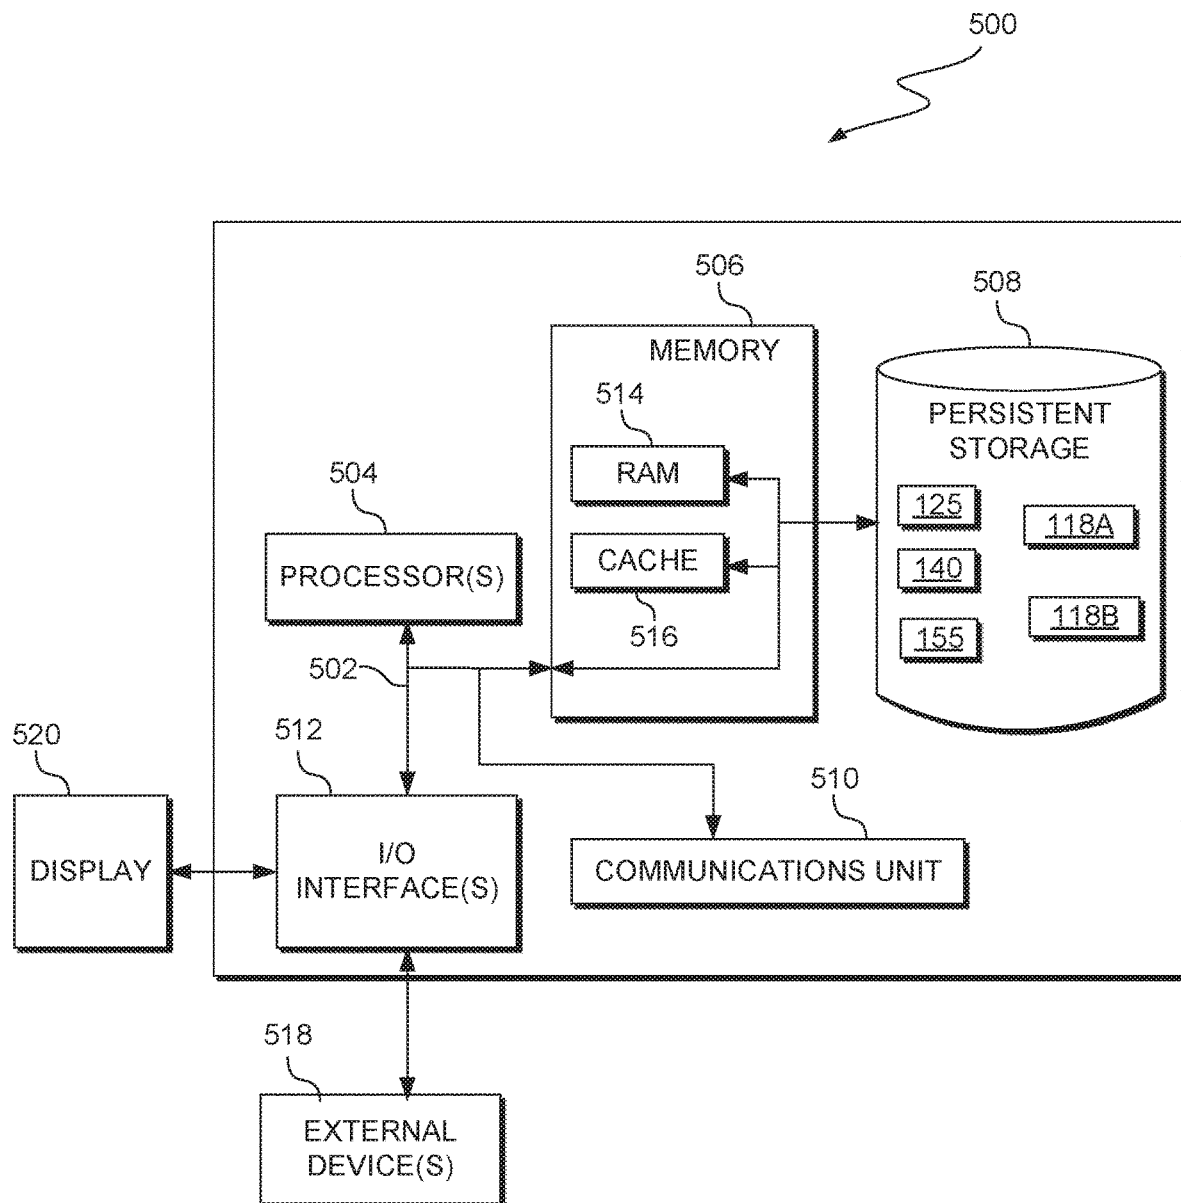 500
506
508
MEMORY
514
PERSISTENT
STORAGE
RAM
504
125
118A
PROCESSOR(S)
CACHE
140
516
118B
155
502
520
512
510
DISPLAY
I/O
INTERFACE(S)
COMMUNICATIONS UNIT
518
EXTERNAL
DEVICE(S)